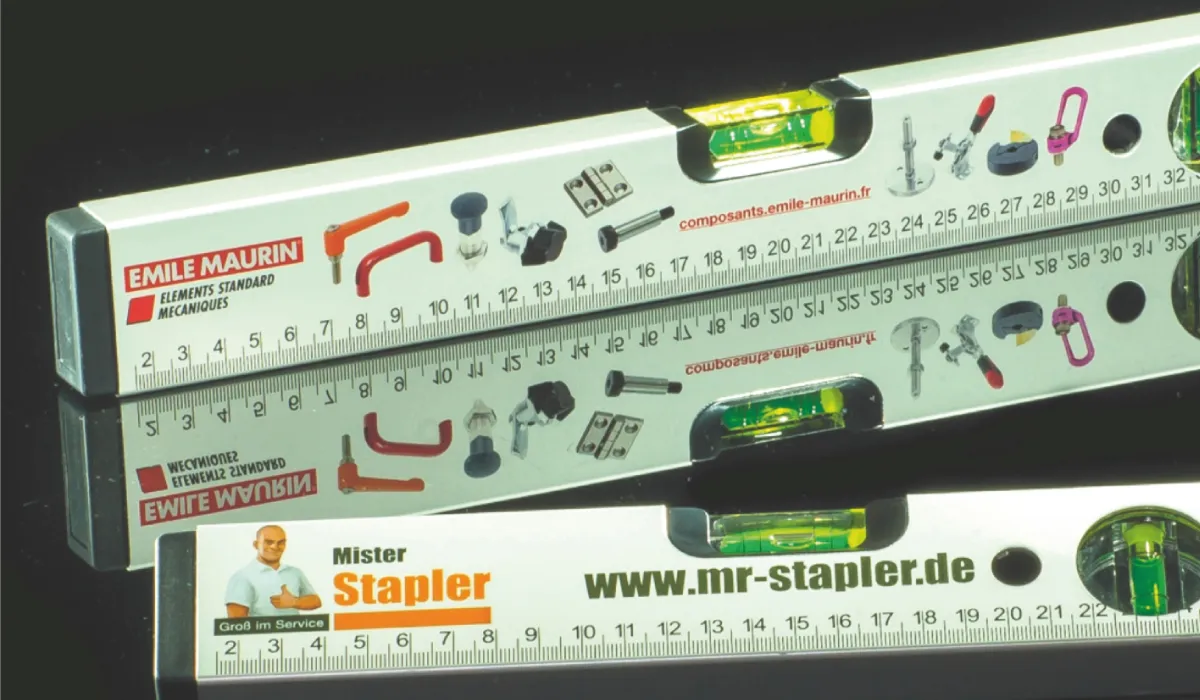 EMILE MAURIN
ELEMENTS STANDARD
MECANIQUES
composants.emile-maurin.fr
2 3 4 5 6 7 8 9 10 11 12 13 14 15 16 17 18 19 20 21 22 23 24 25 26 27 28 29 30 31 32
Mister
Stapler
Groß im Service
www.mr-stapler.de
2 3 4 5 6 7 8 9 10 11 12 13 14 15 16 17 18 19 20 21 22